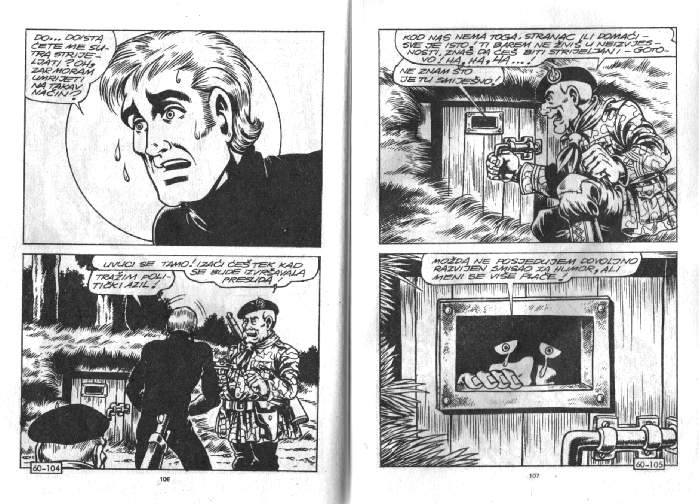 DO... DOISTA
ĆETE ME SU-
TRA STRIJE-
LJATI? OH,
ZAR MORAM
UMRIJETI
NA TAKAV
NAČIN?
UVUCI SE TAMO! IZAĆI ĆEŠ TEK KAD
SE BUDE IZVRŠAVALA
PRESUDA!
TRAŽIM POLI-
TIČKI AZIL!
60-104
106
KOD NAS NEMA TOGA, STRANAC ILI DOMAĆI -
SVE JE ISTO! TI BAREM NE ŽIVIŠ U NEIZVJES-
NOSTI, ZNAŠ DA ĆEŠ BITI STRIJELJAN! - GOTO-
VO! HA, HA, HA...!
NE ZNAM ŠTO
JE TU SMIJEŠNO!
MOŽDA NE POSJEDUJEM DOVOLJNO
RAZVIJEN SMISAO ZA HUMOR, ALI
MENI SE VIŠE PLAČE!
60-105
107